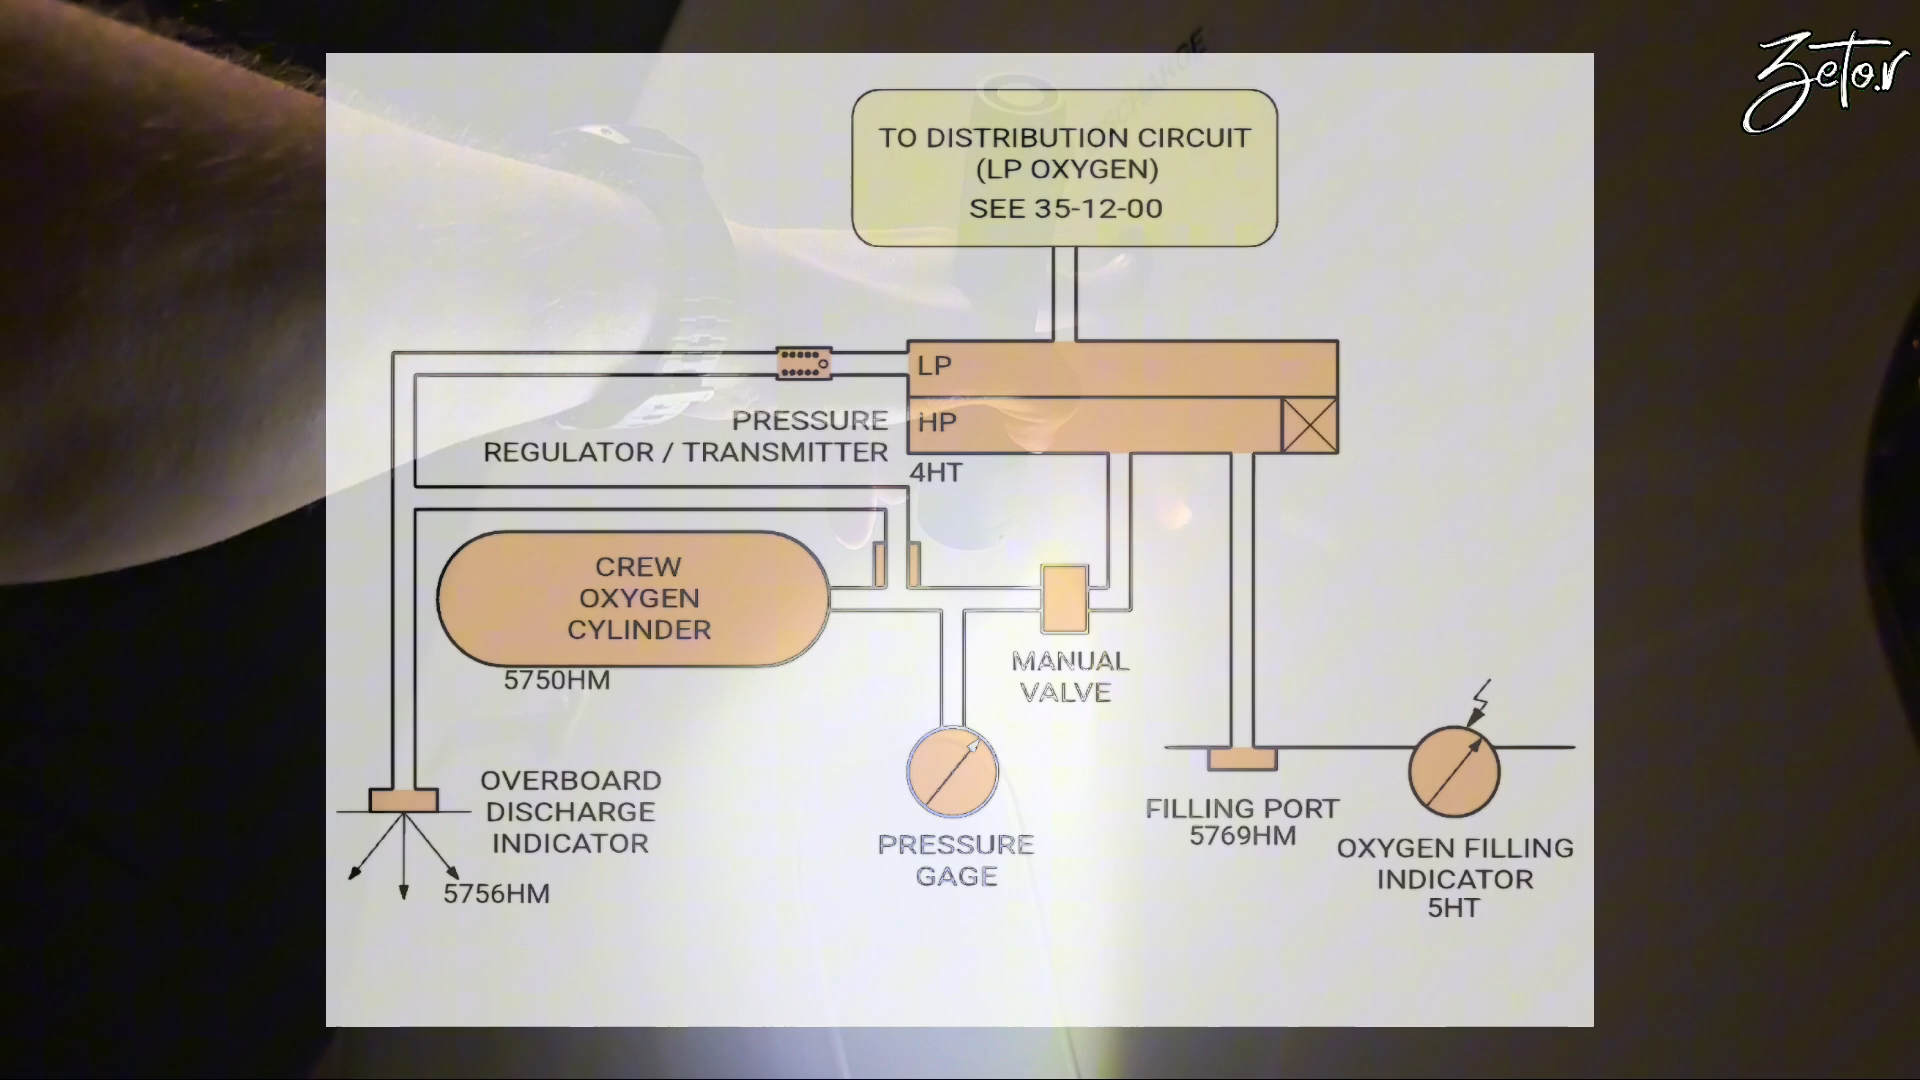 Zeto.r
TO DISTRIBUTION CIRCUIT
(LP OXYGEN)
SEE 35-12-00
LP
PRESSURE
REGULATOR / TRANSMITTER
HP
4HT
CREW
OXYGEN
CYLINDER
5750HM
MANUAL
VALVE
OVERBOARD
DISCHARGE
INDICATOR
5756HM
PRESSURE
GAGE
FILLING PORT
5769HM
OXYGEN FILLING
INDICATOR
5HT